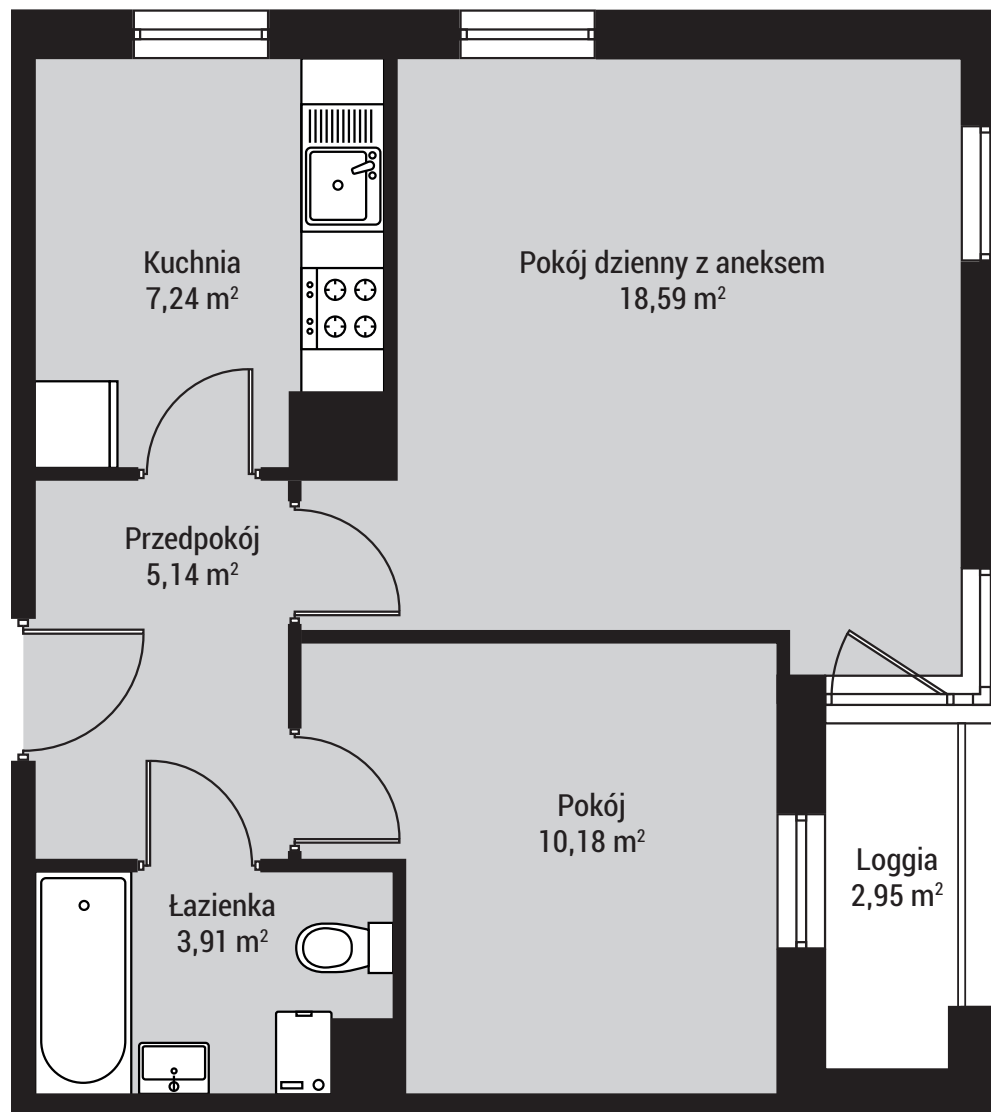 Kuchnia
7,24 m²
Pokój dzienny z aneksem
18,59 m²
Przedpokój
5,14 m²
Pokój
10,18 m²
Loggia
2,95 m²
Łazienka
3,91 m²